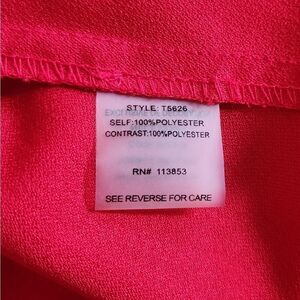 STYLE: T5626
SELF:100%POLYESTER
CONTRAST:100%POLYESTER
RN# 113853
SEE REVERSE FOR CARE